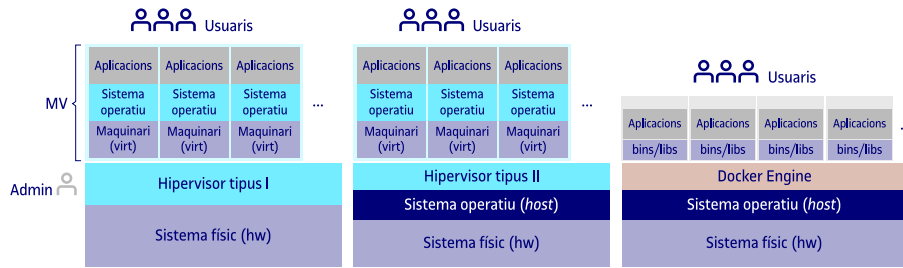 Usuaris
Aplicacions Aplicacions Aplicacions
Sistema operatiu Sistema operatiu Sistema operatiu
Maquinari (virt) Maquinari (virt) Maquinari (virt)
...
MV
Admin
Hipervisor tipus I
Sistema físic (hw)
Usuaris
Aplicacions Aplicacions Aplicacions
Sistema operatiu Sistema operatiu Sistema operatiu
Maquinari (virt) Maquinari (virt) Maquinari (virt)
...
Hipervisor tipus II
Sistema operatiu (host)
Sistema físic (hw)
Usuaris
Aplicacions Aplicacions Aplicacions Aplicacions
bins/libs bins/libs bins/libs bins/libs
Docker Engine
Sistema operatiu (host)
Sistema físic (hw)